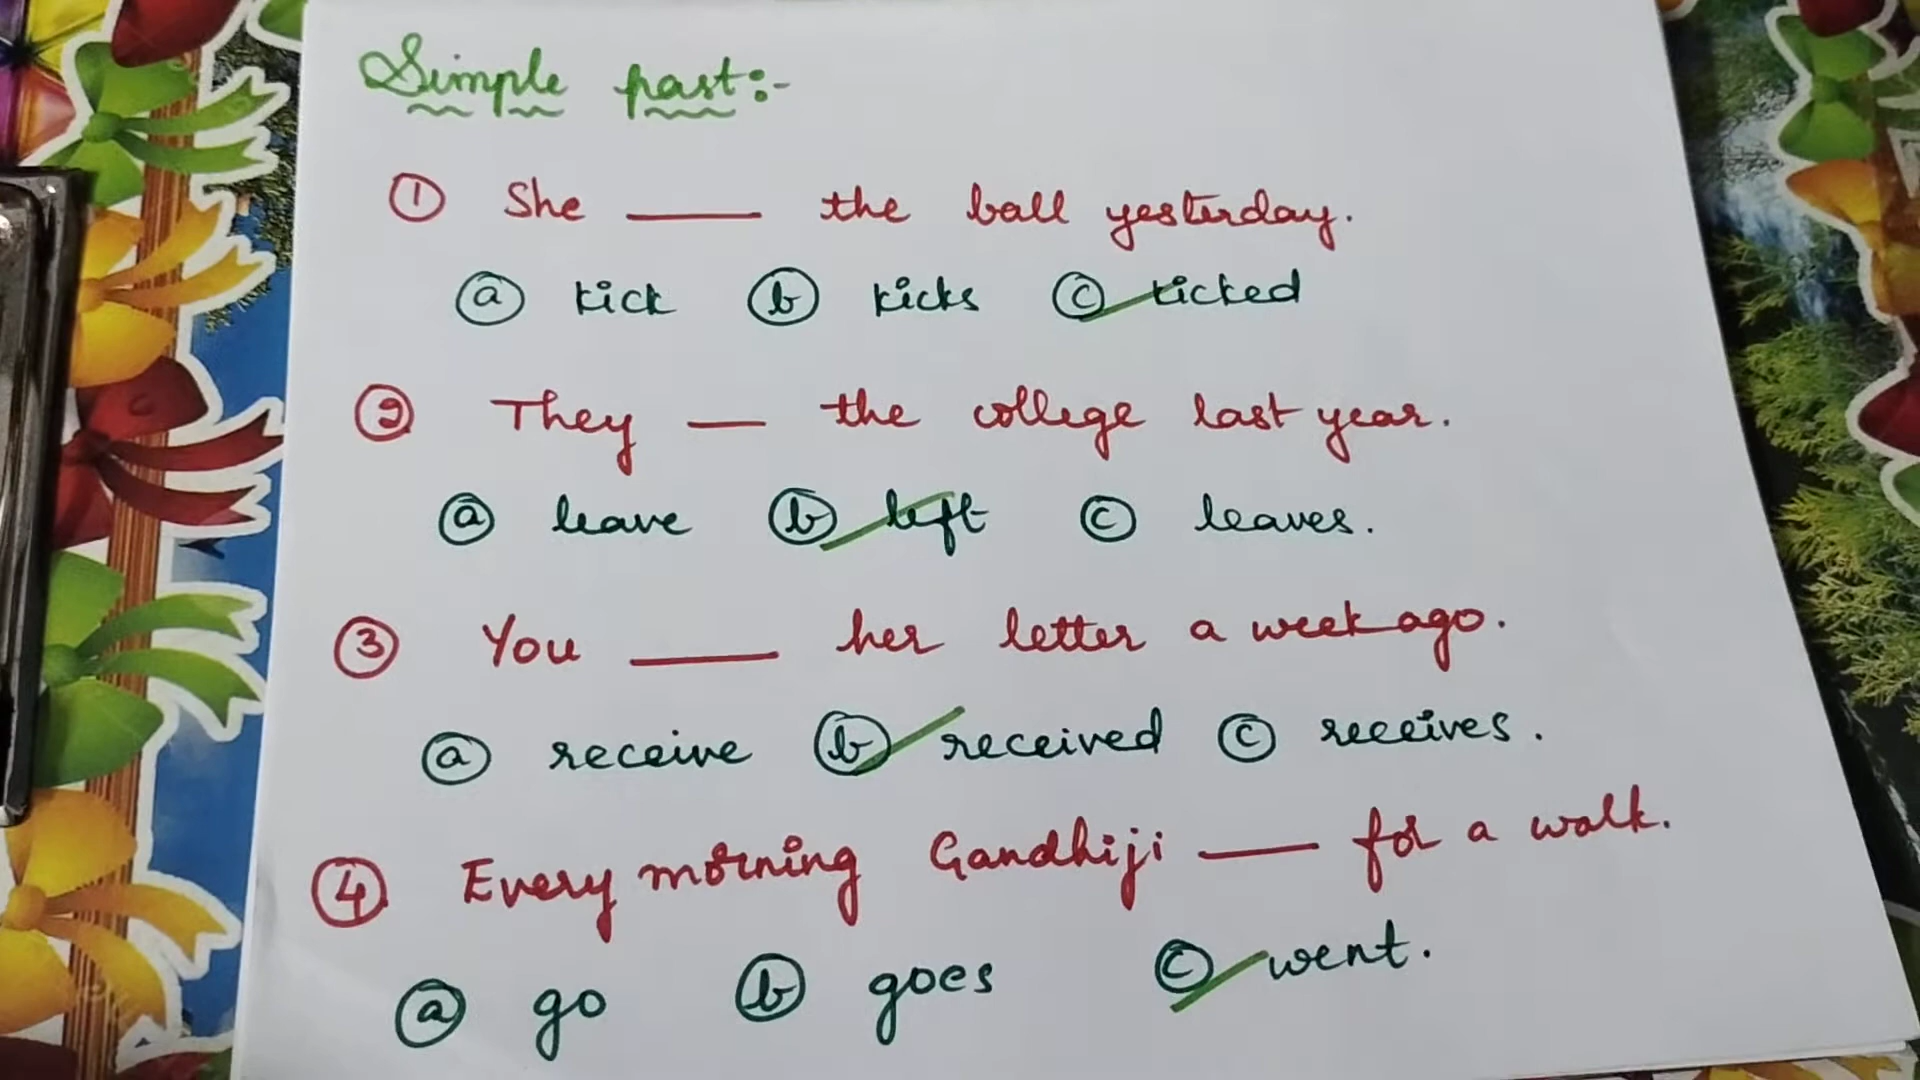 Simple past:-
① She ____ the ball yesterday.
ⓐ kick ⓑ kicks ⓒ kicked
② They ___ the college last year.
ⓐ leave ⓑ left ⓒ leaves.
③ You ____ her letter a week ago.
ⓐ receive ⓑ received ⓒ receives.
④ Every morning Gandhiji ____ for a walk.
ⓐ go ⓑ goes ⓒ went.